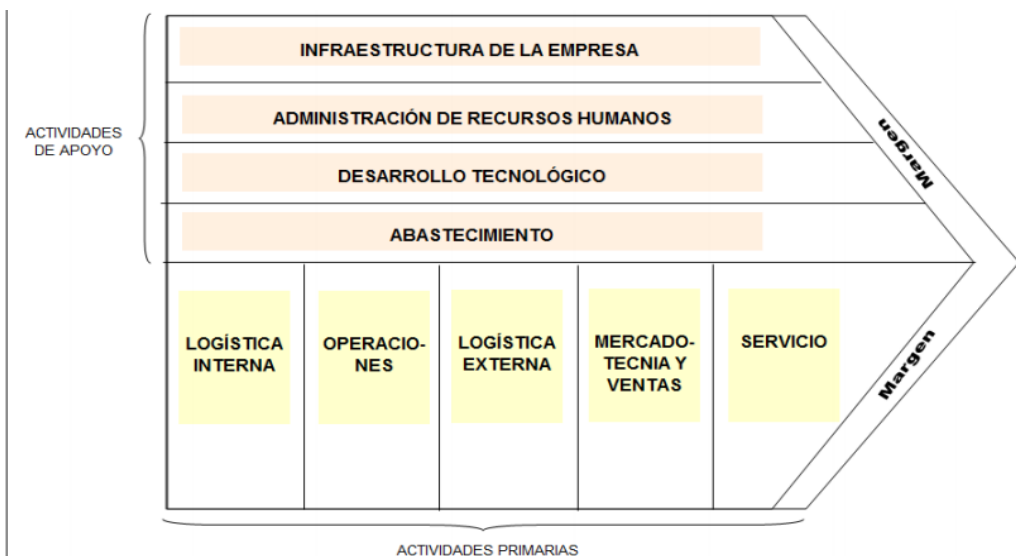 INFRAESTRUCTURA DE LA EMPRESA
ACTIVIDADES
DE APOYO
ADMINISTRACIÓN DE RECURSOS HUMANOS
DESARROLLO TECNOLÓGICO
ABASTECIMIENTO
Margen
LOGÍSTICA
INTERNA
OPERACIO-
NES
LOGÍSTICA
EXTERNA
MERCADO-
TECNIA Y
VENTAS
SERVICIO
Margen
ACTIVIDADES PRIMARIAS